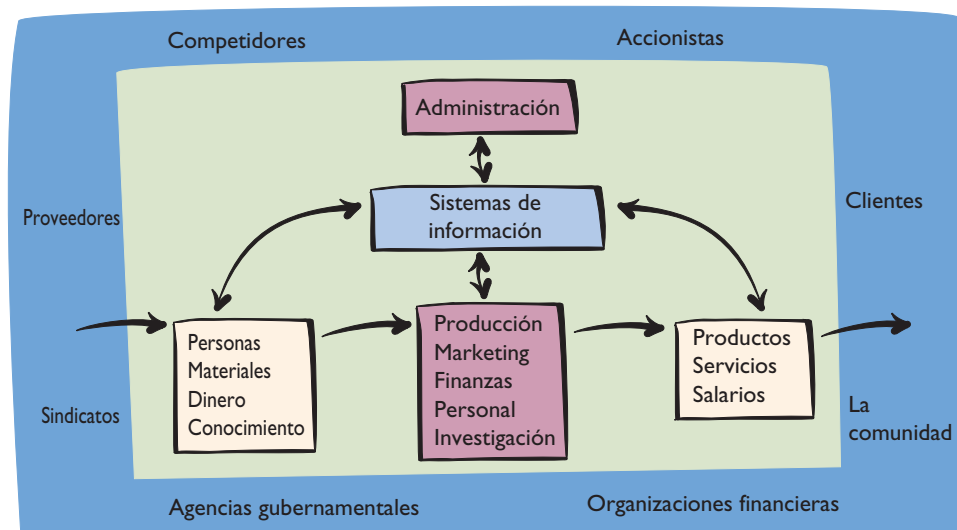 Competidores
Accionistas
Administración
Proveedores
Sistemas de
información
Clientes
Personas
Materiales
Dinero
Conocimiento
Producción
Marketing
Finanzas
Personal
Investigación
Productos
Servicios
Salarios
Sindicatos
La
comunidad
Agencias gubernamentales
Organizaciones financieras